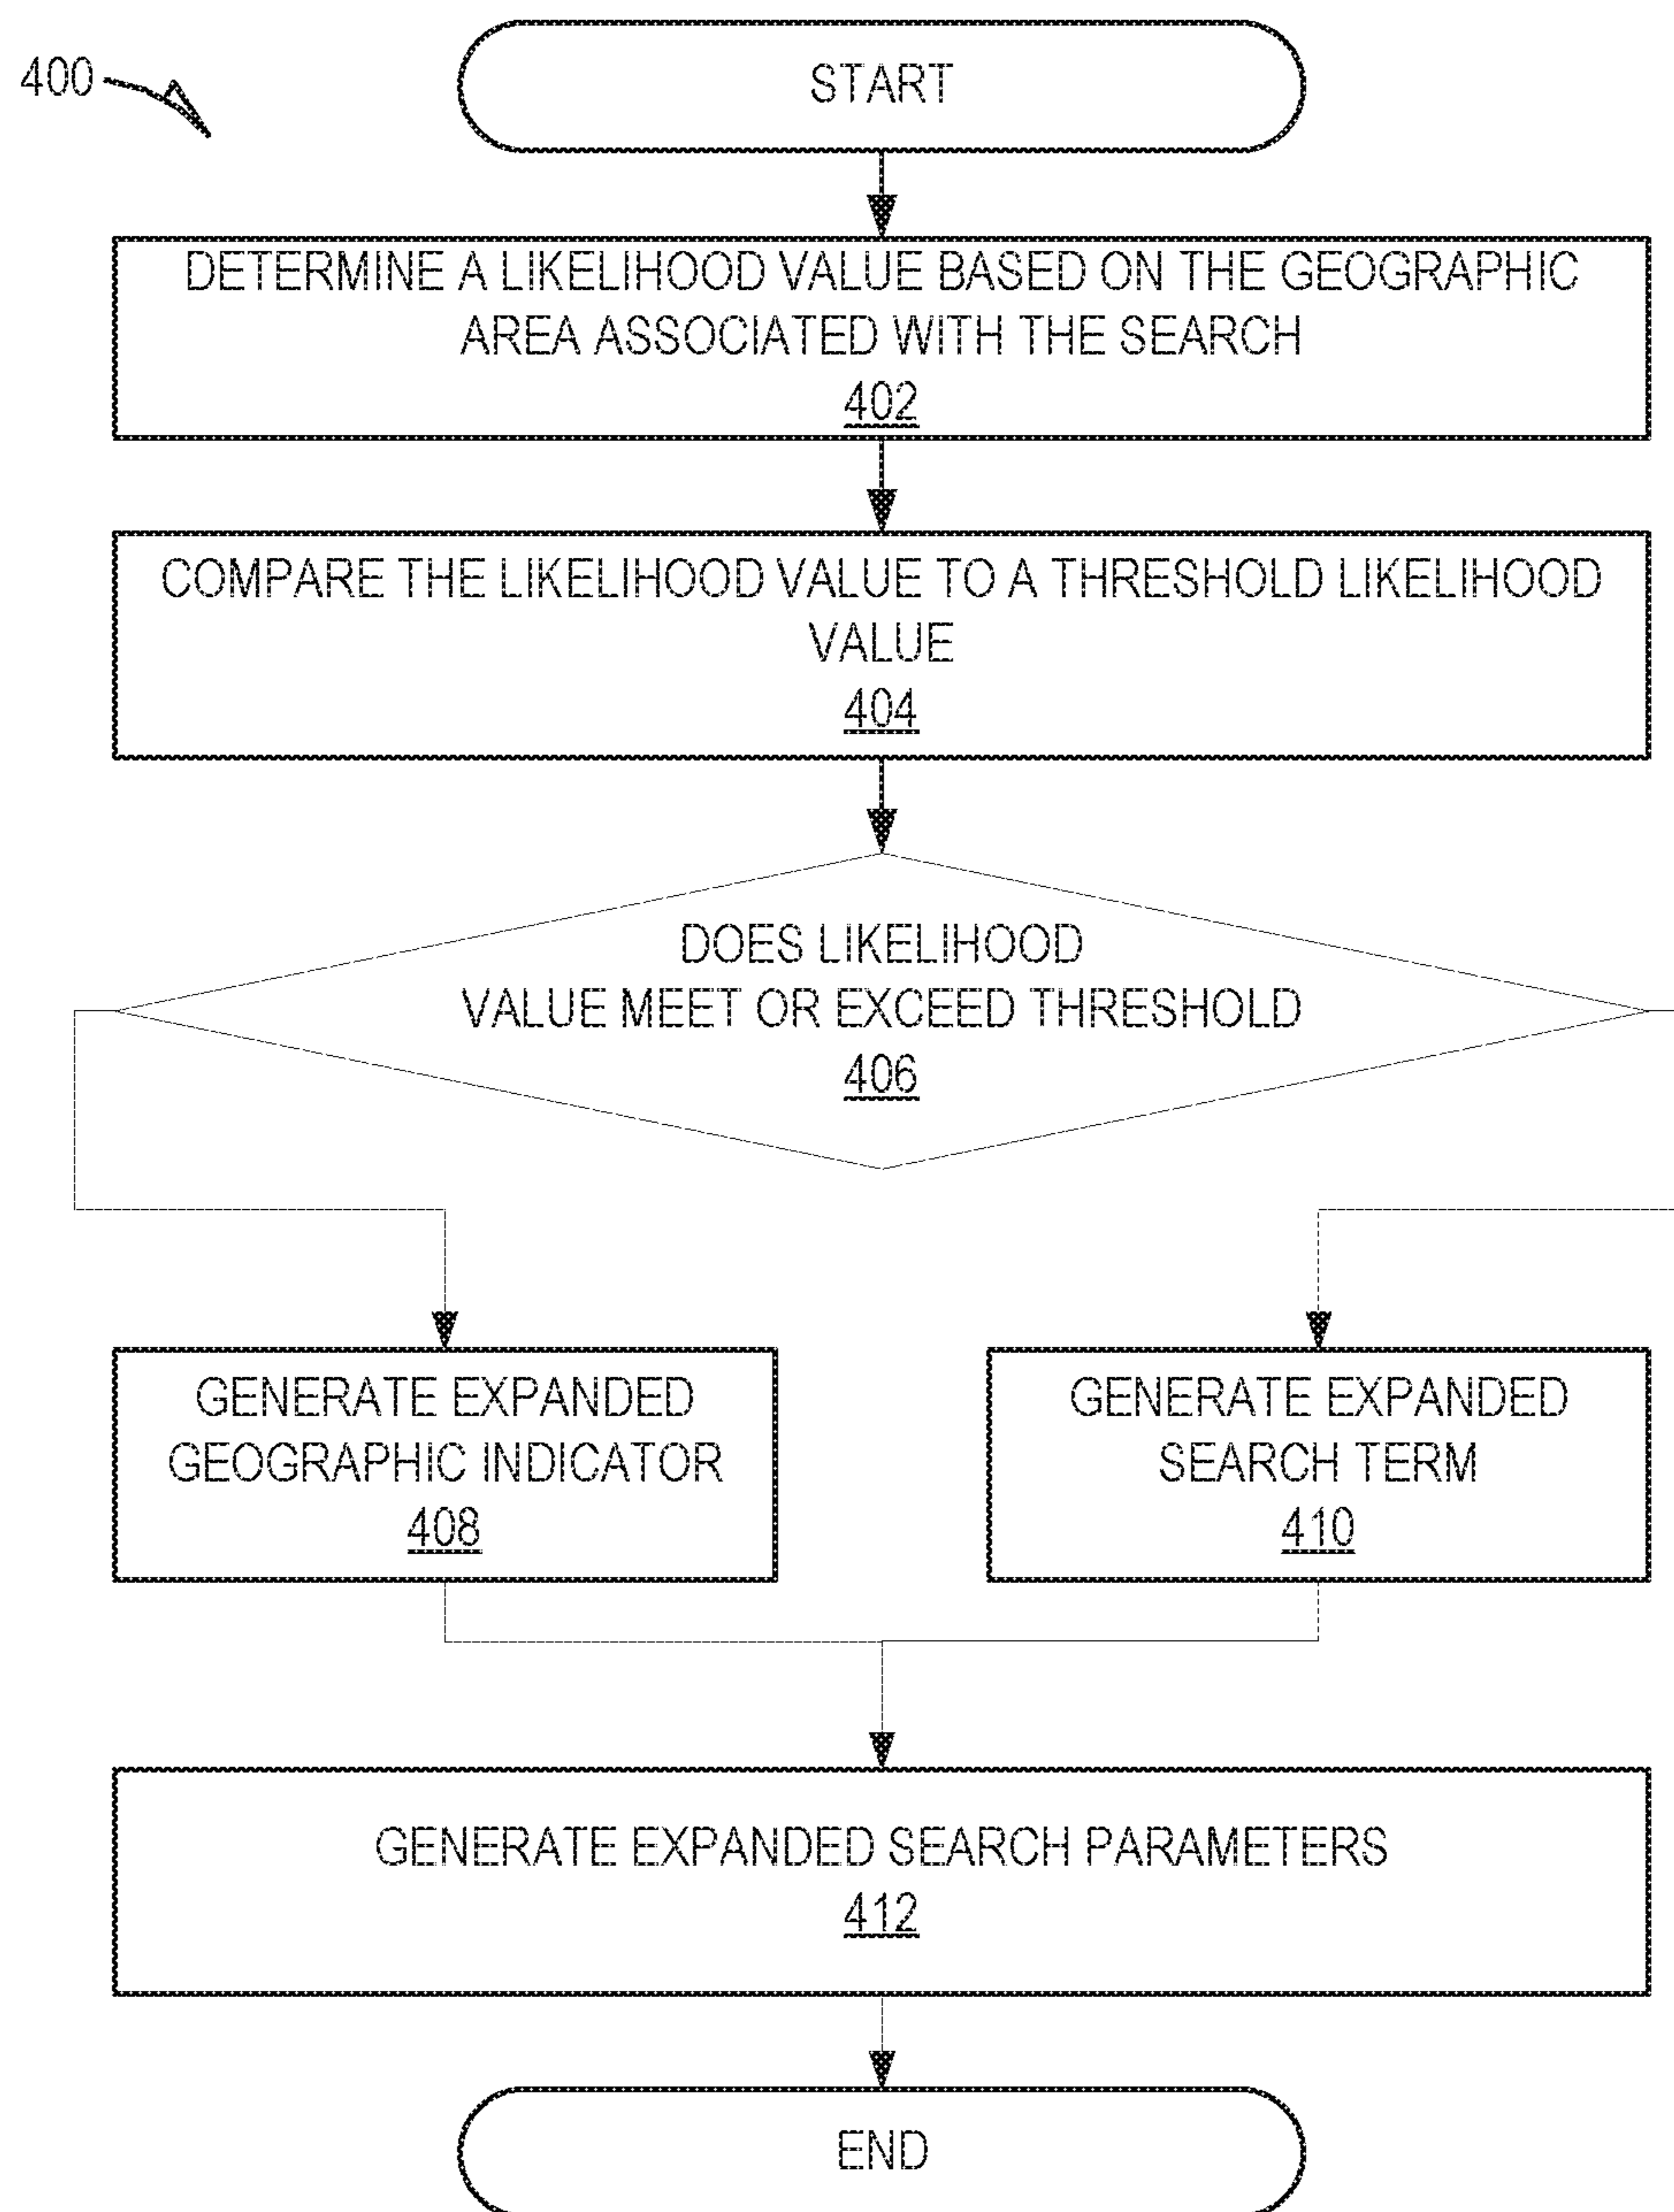 400
START
DETERMINE A LIKELIHOOD VALUE BASED ON THE GEOGRAPHIC
AREA ASSOCIATED WITH THE SEARCH
402
COMPARE THE LIKELIHOOD VALUE TO A THRESHOLD LIKELIHOOD
VALUE
404
DOES LIKELIHOOD
VALUE MEET OR EXCEED THRESHOLD
406
GENERATE EXPANDED
GEOGRAPHIC INDICATOR
408
GENERATE EXPANDED
SEARCH TERM
410
GENERATE EXPANDED SEARCH PARAMETERS
412
END